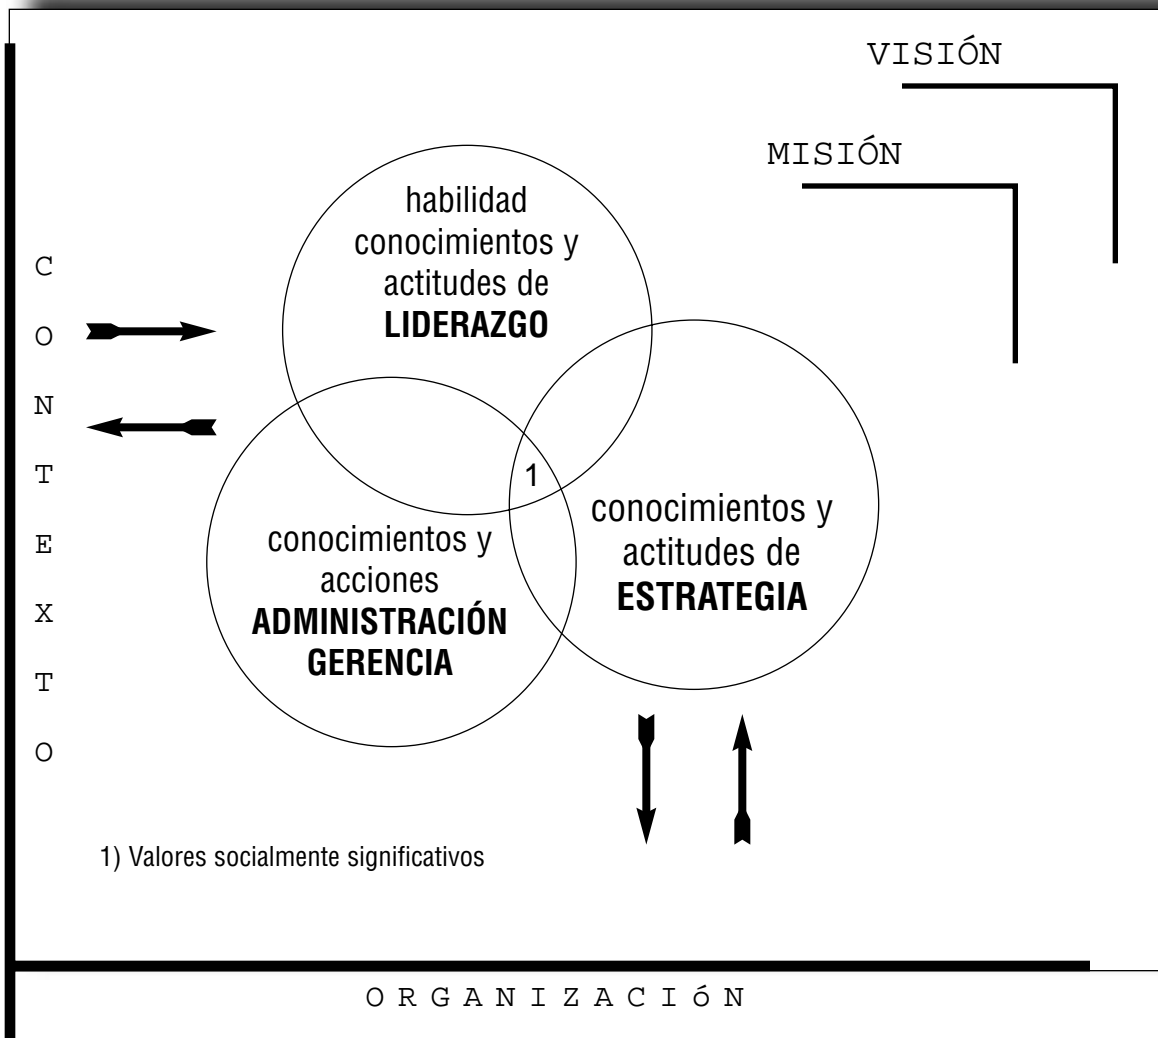 VISIÓN
MISIÓN
habilidad
conocimientos y
actitudes de
LIDERAZGO
C
O
N
T
E
X
T
O
1
conocimientos y
acciones
ADMINISTRACIÓN
GERENCIA
conocimientos y
actitudes de
ESTRATEGIA
1) Valores socialmente significativos
O R G A N I Z A C I ó N